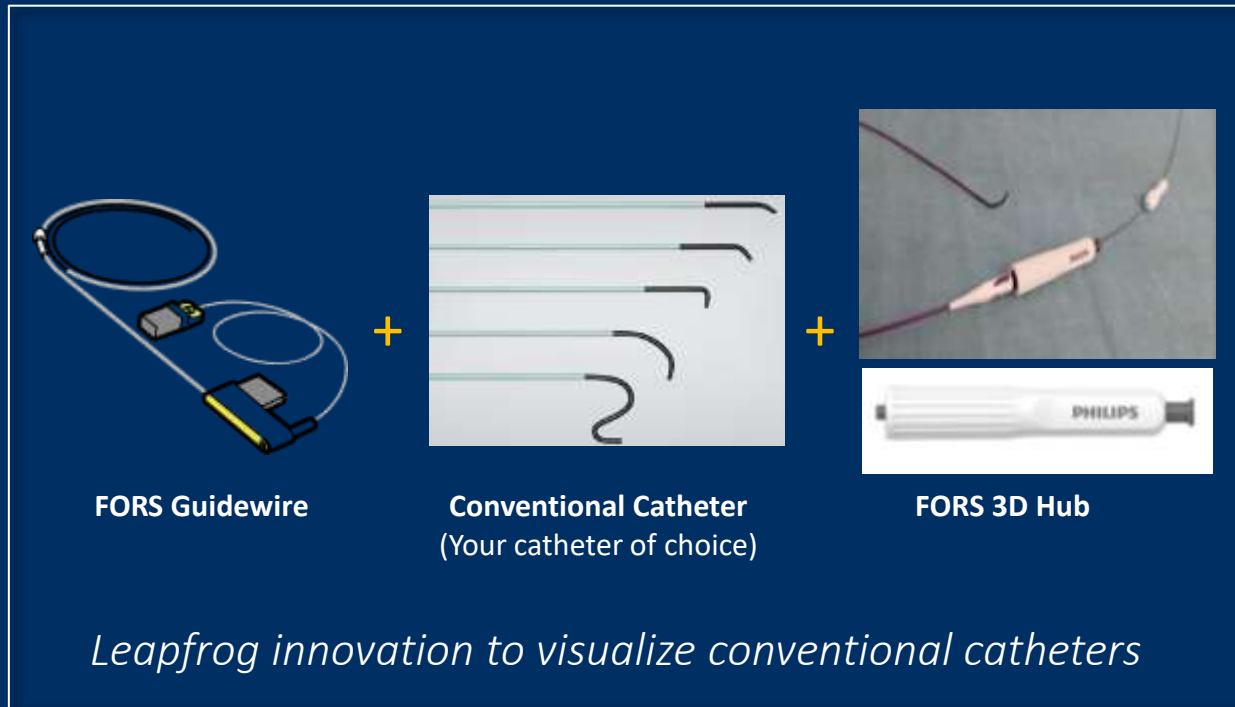 PHILIPS
FORS Guidewire
Conventional Catheter
(Your catheter of choice)
FORS 3D Hub
Leapfrog innovation to visualize conventional catheters